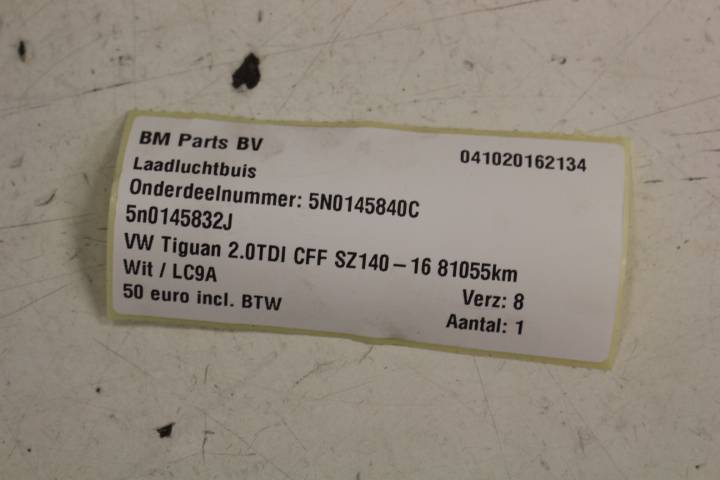 BM Parts BV 041020162134
Laadluchtbuis
Onderdeelnummer: 5N0145840C
5n0145832J
VW Tiguan 2.0TDI CFF SZ140-16 81055km
Wit / LC9A Verz: 8
50 euro incl. BTW Aantal: 1